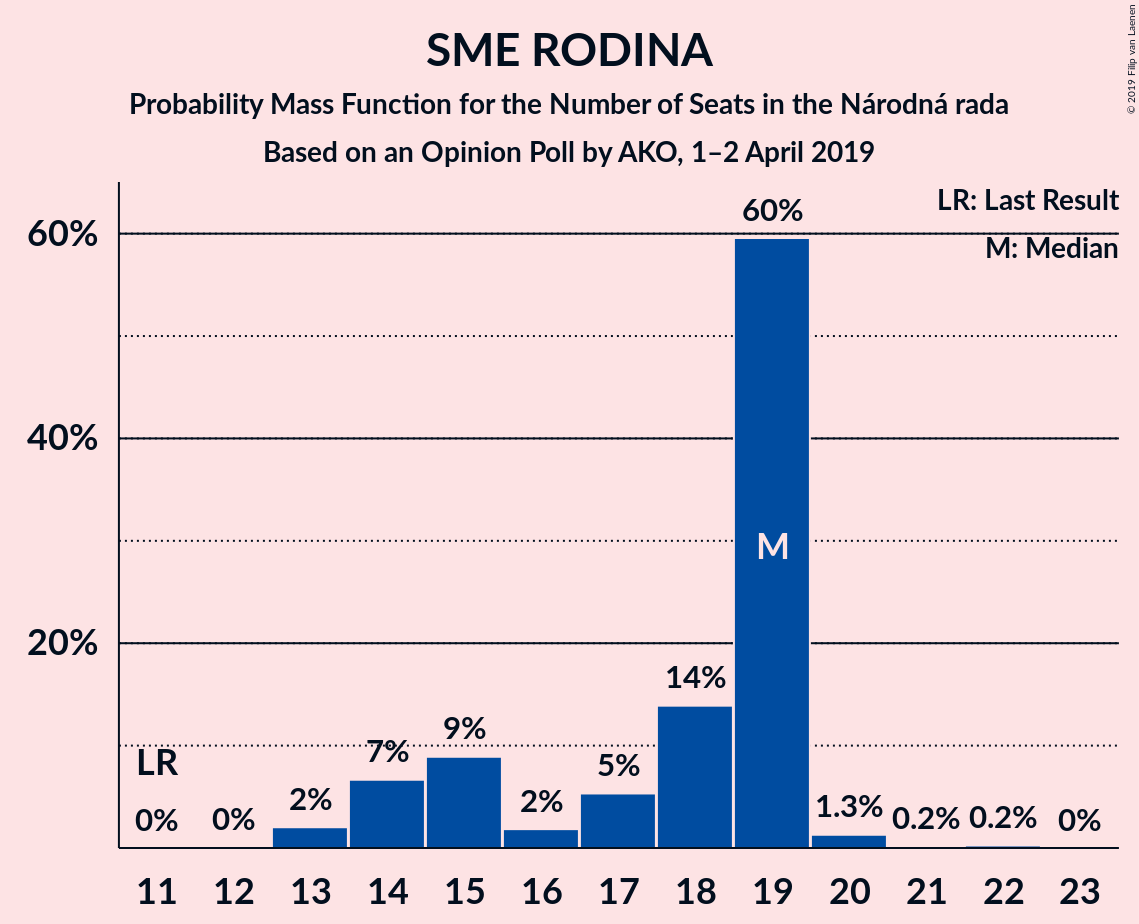 SME RODINA
Probability Mass Function for the Number of Seats in the Národná rada
Based on an Opinion Poll by AKO, 1–2 April 2019
© 2019 Filip van Laenen
LR: Last Result
M: Median
60%
40%
20%
LR
0%
0%
2%
7%
9%
2%
5%
14%
60%
M
1.3%
0.2%
0.2%
0%
11 12 13 14 15 16 17 18 19 20 21 22 23